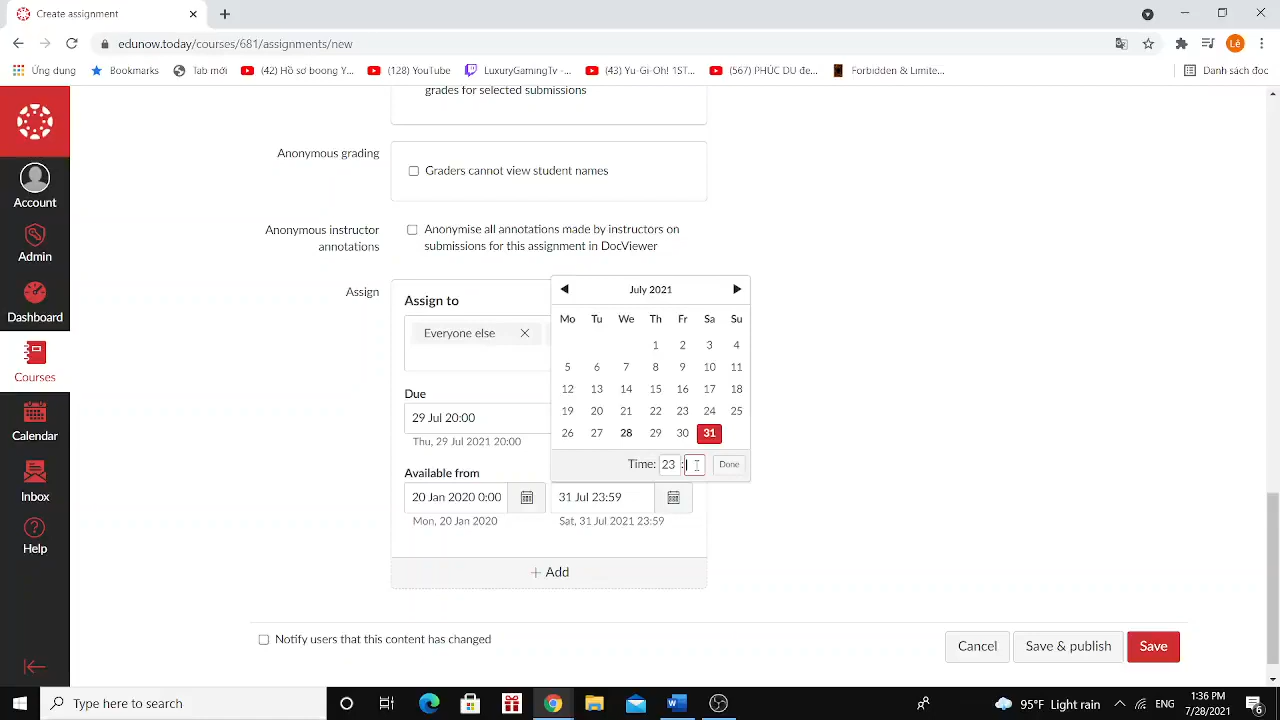 Create assignment
edunow.today/courses/681/assignments/new
Lê
Ứng dụng
Bookmarks
Tab mới
(42) Hồ sơ boong Y...
(128) YouTube
LuxuryGamingTv -...
(43) Yu Gi Oh! 1ST...
(567) PHÚC DU đe...
Forbidden & Limite...
Danh sách đọc
grades for selected submissions
Anonymous grading
Graders cannot view student names
Anonymous instructor
annotations
Anonymise all annotations made by instructors on
submissions for this assignment in DocViewer
Account
Admin
Dashboard
Courses
Calendar
Inbox
Help
Assign
Assign to
Everyone else
Due
29 Jul 20:00
Thu, 29 Jul 2021 20:00
July 2021
Mo Tu We Th Fr Sa Su
1 2 3 4
5 6 7 8 9 10 11
12 13 14 15 16 17 18
19 20 21 22 23 24 25
26 27 28 29 30 31
Time: 23 :
Done
Available from
20 Jan 2020 0:00
31 Jul 23:59
Mon, 20 Jan 2020
Sat, 31 Jul 2021 23:59
+ Add
Notify users that this content has changed
Cancel
Save & publish
Save
Type here to search
95°F Light rain
ENG
1:36 PM
7/28/2021
6